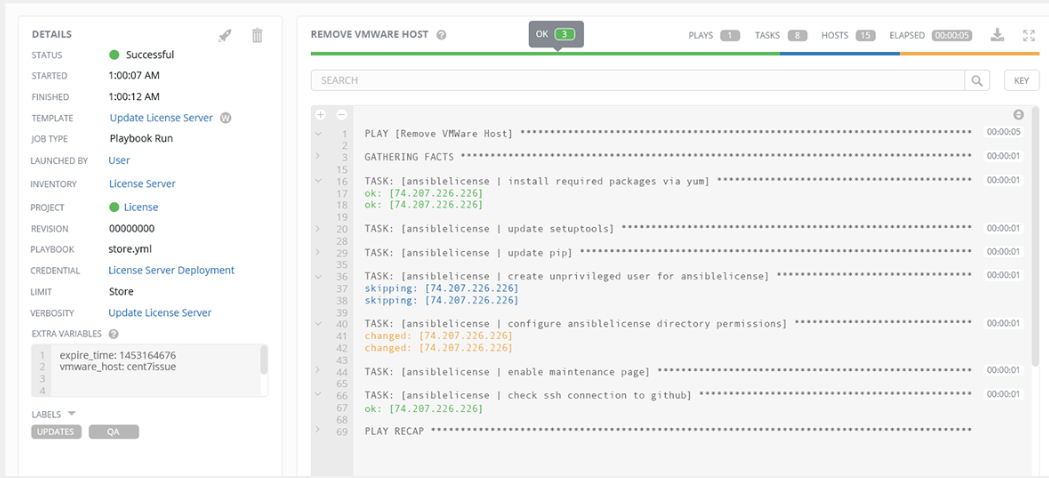 DETAILS
STATUS Successful
STARTED 1:00:07 AM
FINISHED 1:00:12 AM
TEMPLATE Update License Server W
JOB TYPE Playbook Run
LAUNCHED BY User
INVENTORY License Server
PROJECT License
REVISION 00000000
PLAYBOOK store.yml
CREDENTIAL License Server Deployment
LIMIT Store
VERBOSITY Update License Server
EXTRA VARIABLES ?
1 expire_time: 1453164676
2 vmware_host: cent7issue
3
4
LABELS
UPDATES QA
REMOVE VMWARE HOST ? OK 3 PLAYS 1 TASKS 8 HOSTS 15 ELAPSED 00:00:05
SEARCH KEY
1 PLAY [Remove VMWare Host] ***************************************************************************** 00:00:05
2
3 GATHERING FACTS *************************************************************************************** 00:00:01
15
16 TASK: [ansiblelicense | install required packages via yum] ******************************************* 00:00:01
17 ok: [74.207.226.226]
18 ok: [74.207.226.226]
19
20 TASK: [ansiblelicense | update setuptools] *********************************************************** 00:00:01
28
29 TASK: [ansiblelicense | update pip] ****************************************************************** 00:00:01
35
36 TASK: [ansiblelicense | create unprivileged user for ansiblelicense] ********************************* 00:00:01
37 skipping: [74.207.226.226]
38 skipping: [74.207.226.226]
39
40 TASK: [ansiblelicense | configure ansiblelicense directory permissions] ****************************** 00:00:01
41 changed: [74.207.226.226]
42 changed: [74.207.226.226]
43
44 TASK: [ansiblelicense | enable maintenance page] ***************************************************** 00:00:01
65
66 TASK: [ansiblelicense | check ssh connection to github] ********************************************** 00:00:01
67 ok: [74.207.226.226]
68
69 PLAY RECAP ********************************************************************************************